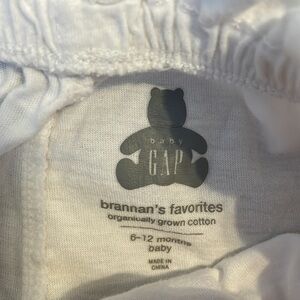 baby
GAP
brannan's favorites
organically grown cotton
6-12 months
baby
MADE IN
CHINA